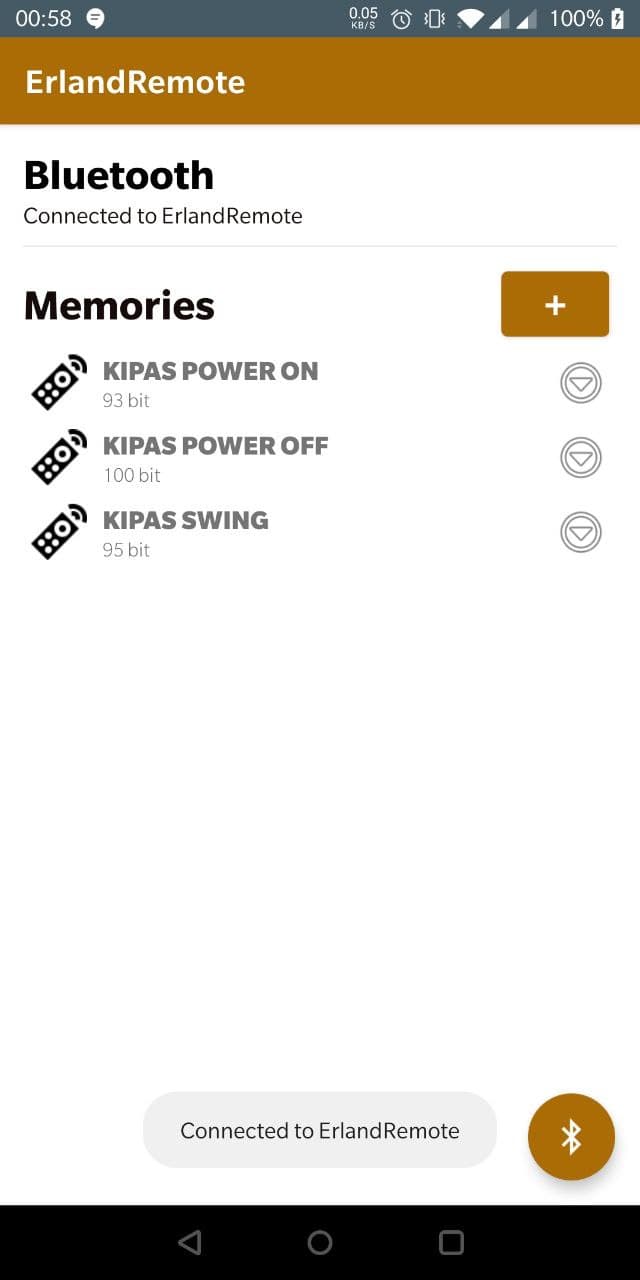 00:58
0.05
KB/S
100%
ErlandRemote
Bluetooth
Connected to ErlandRemote
Memories
+
KIPAS POWER ON
93 bit
KIPAS POWER OFF
100 bit
KIPAS SWING
95 bit
Connected to ErlandRemote